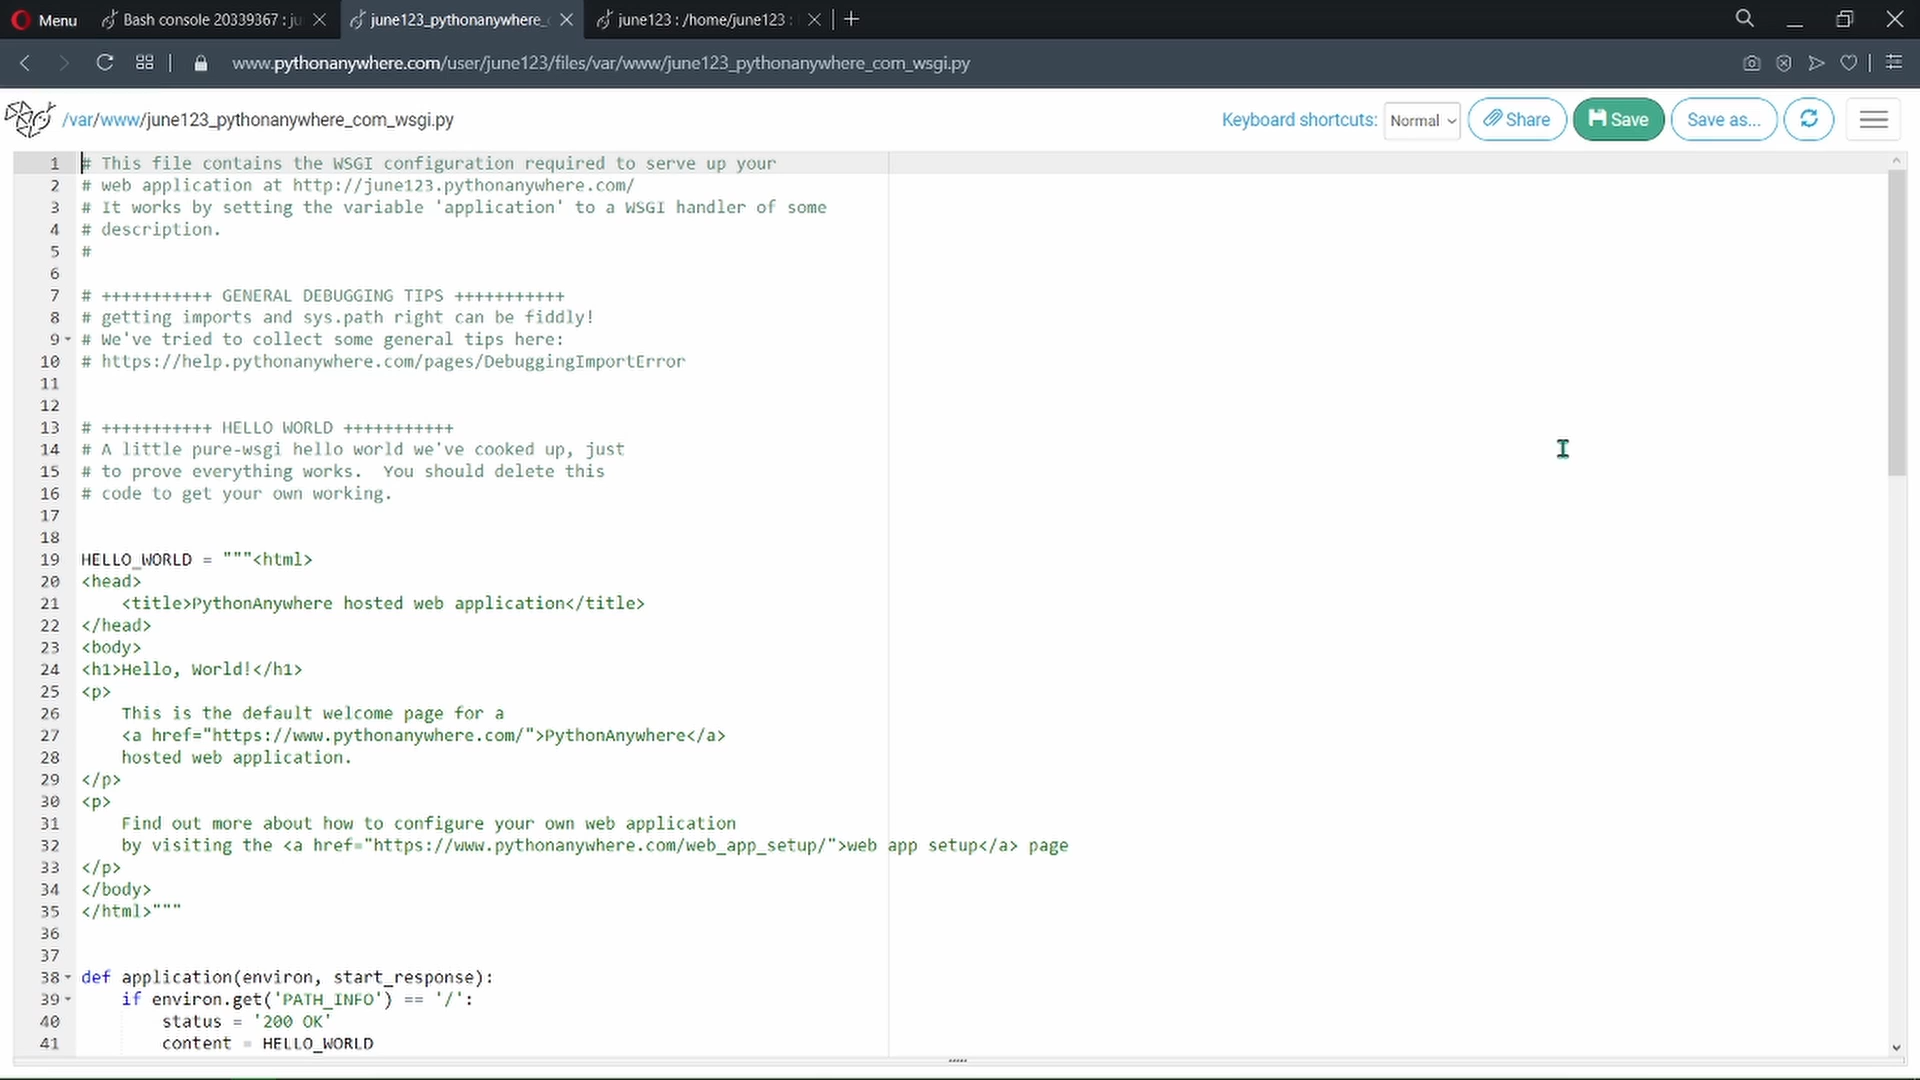 Menu
Bash console 20339367 : ju
june123_pythonanywhere_
june123 : /home/june123 :
www.pythonanywhere.com/user/june123/files/var/www/june123_pythonanywhere_com_wsgi.py
/var/www/june123_pythonanywhere_com_wsgi.py
Keyboard shortcuts: Normal
Share
Save
Save as...
1 # This file contains the WSGI configuration required to serve up your
2 # web application at http://june123.pythonanywhere.com/
3 # It works by setting the variable 'application' to a WSGI handler of some
4 # description.
5 #
6
7 # +++++++++++ GENERAL DEBUGGING TIPS +++++++++++
8 # getting imports and sys.path right can be fiddly!
9 # We've tried to collect some general tips here:
10 # https://help.pythonanywhere.com/pages/DebuggingImportError
11
12
13 # +++++++++++ HELLO WORLD +++++++++++
14 # A little pure-wsgi hello world we've cooked up, just
15 # to prove everything works.  You should delete this
16 # code to get your own working.
17
18
19 HELLO_WORLD = """<html>
20 <head>
21     <title>PythonAnywhere hosted web application</title>
22 </head>
23 <body>
24 <h1>Hello, World!</h1>
25 <p>
26     This is the default welcome page for a
27     <a href="https://www.pythonanywhere.com/">PythonAnywhere</a>
28     hosted web application.
29 </p>
30 <p>
31     Find out more about how to configure your own web application
32     by visiting the <a href="https://www.pythonanywhere.com/web_app_setup/">web app setup</a> page
33 </p>
34 </body>
35 </html>"""
36
37
38 def application(environ, start_response):
39     if environ.get('PATH_INFO') == '/':
40         status = '200 OK'
41         content = HELLO_WORLD